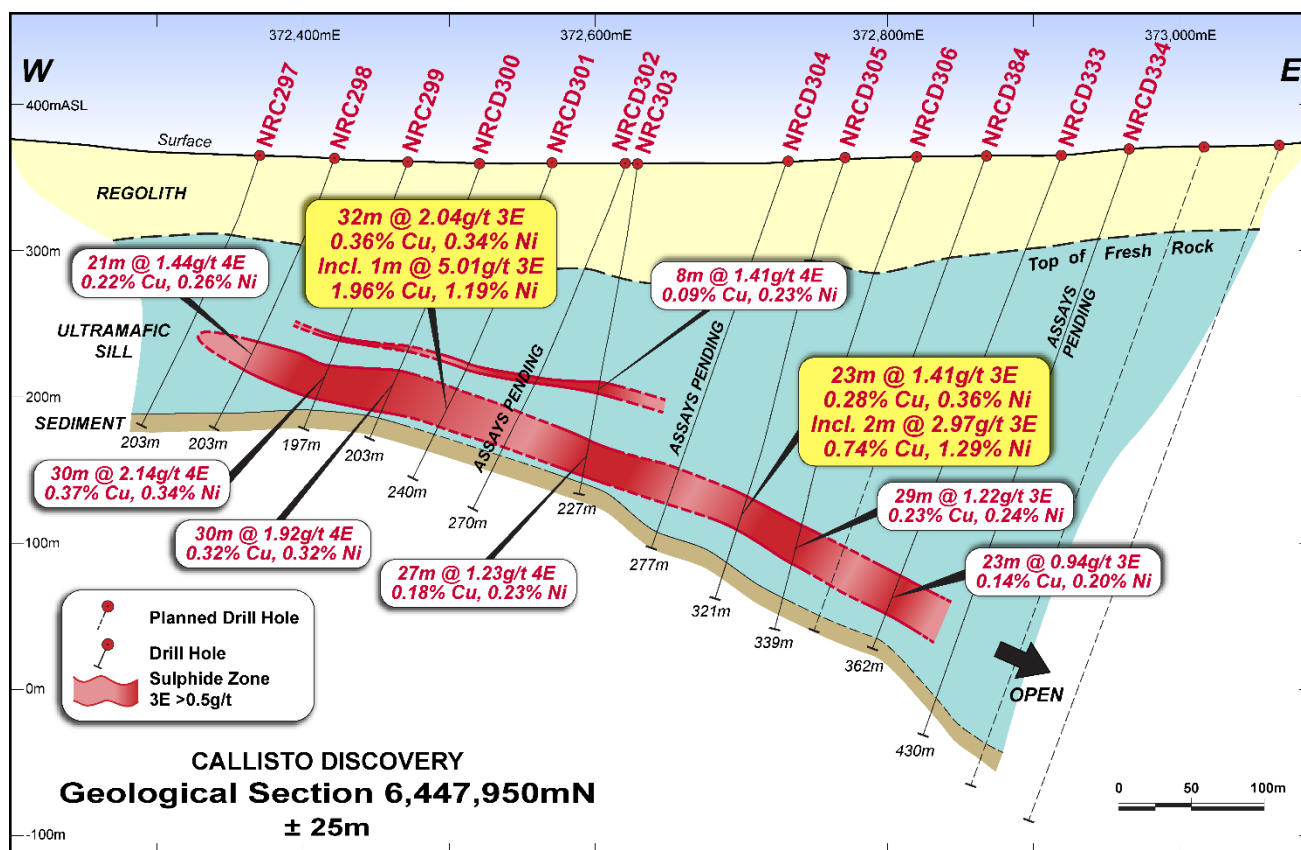 372,400mE
372,600mE
372,800mE
373,000mE
W
E
NRC297
NRC298
NRC299
NRCD300
NRCD301
NRCD302
NRC303
NRCD304
NRCD305
NRCD306
NRCD384
NRCD333
NRCD334
400mASL
Surface
REGOLITH
32m @ 2.04g/t 3E
0.36% Cu, 0.34% Ni
Incl. 1m @ 5.01g/t 3E
1.96% Cu, 1.19% Ni
300m
21m @ 1.44g/t 4E
0.22% Cu, 0.26% Ni
8m @ 1.41g/t 4E
0.09% Cu, 0.23% Ni
Top of Fresh Rock
ULTRAMAFIC
SILL
ASSAYS PENDING
ASSAYS PENDING
ASSAYS
PENDING
23m @ 1.41g/t 3E
0.28% Cu, 0.36% Ni
Incl. 2m @ 2.97g/t 3E
0.74% Cu, 1.29% Ni
200m
SEDIMENT
203m
203m
197m
203m
240m
270m
227m
277m
321m
339m
362m
430m
30m @ 2.14g/t 4E
0.37% Cu, 0.34% Ni
30m @ 1.92g/t 4E
0.32% Cu, 0.32% Ni
27m @ 1.23g/t 4E
0.18% Cu, 0.23% Ni
29m @ 1.22g/t 3E
0.23% Cu, 0.24% Ni
23m @ 0.94g/t 3E
0.14% Cu, 0.20% Ni
100m
Planned Drill Hole
Drill Hole
Sulphide Zone
3E >0.5g/t
0m
OPEN
CALLISTO DISCOVERY
Geological Section 6,447,950mN
± 25m
0 50 100m
-100m